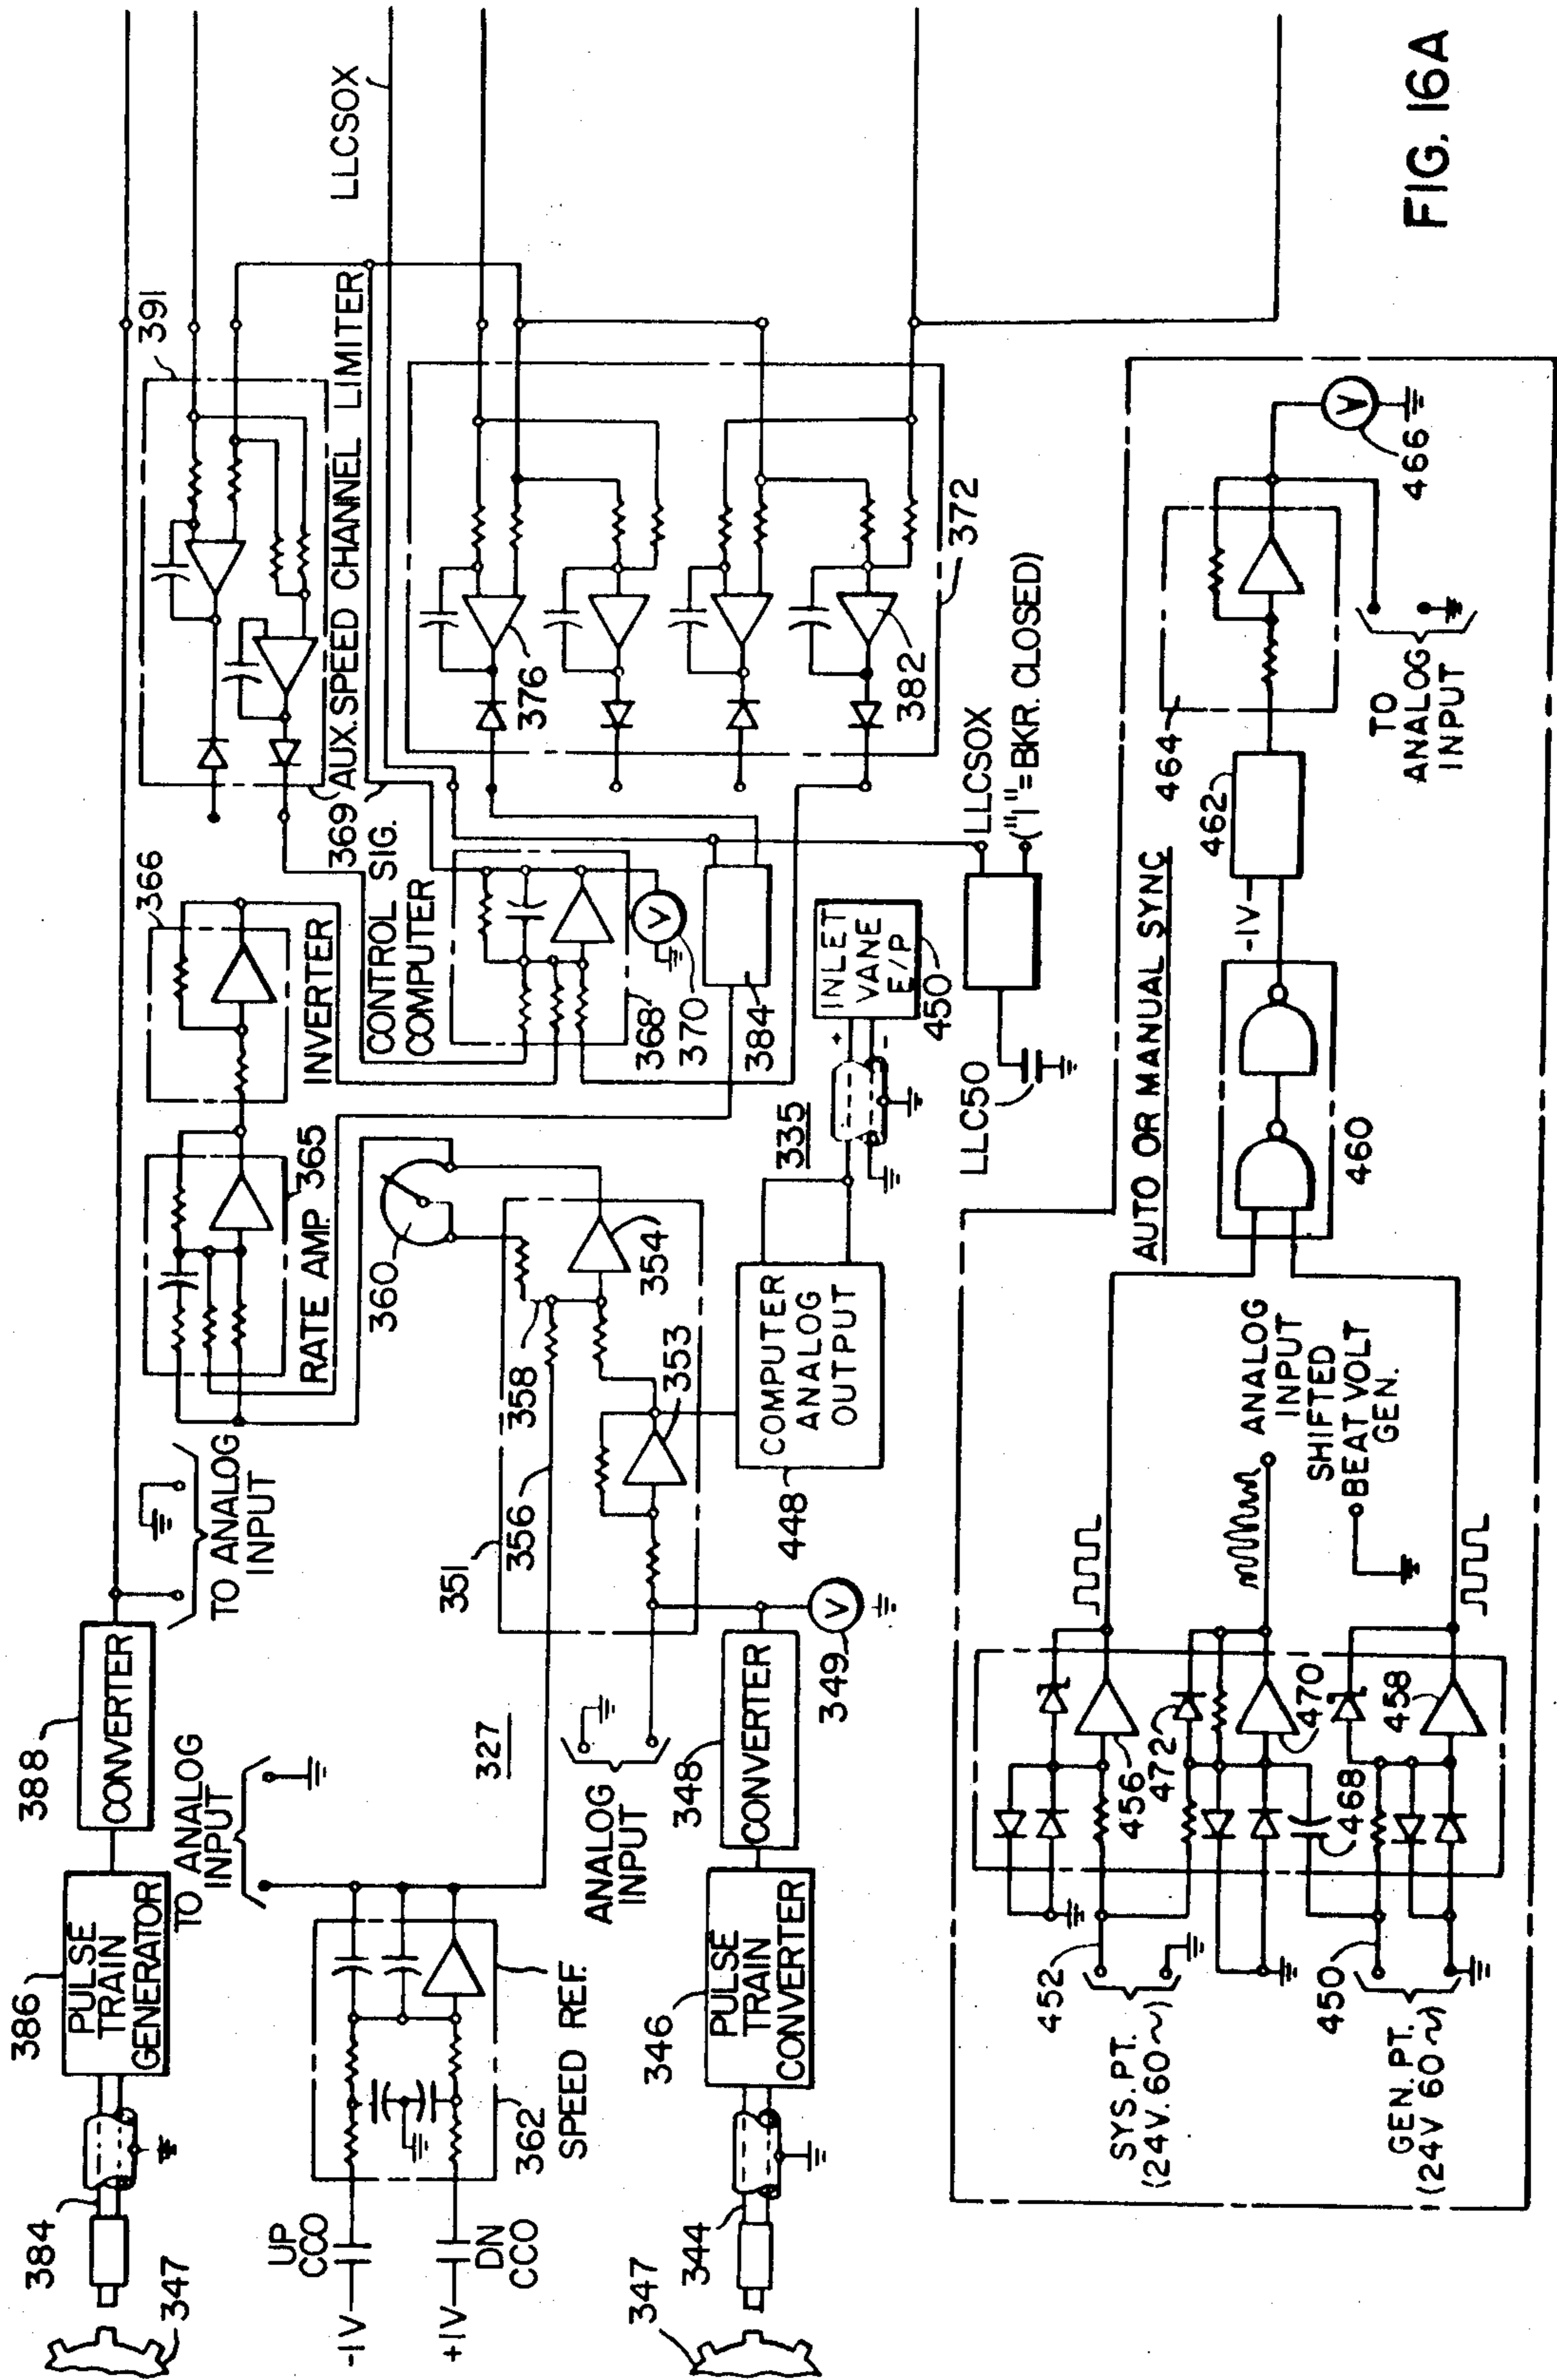 384
347
386
PULSE
TRAIN
GENERATOR
388
CONVERTER
TO ANALOG
INPUT
TO ANALOG
INPUT
UP
CCO
-1V
+1V
DN
CCO
362
SPEED REF.
347
344
346
PULSE
TRAIN
CONVERTER
348
CONVERTER
349
V
327
ANALOG
INPUT
351
356
358
353
354
360
RATE AMP. 365
366
INVERTER
CONTROL SIG.
COMPUTER
368
370
V
384
369
AUX. SPEED CHANNEL LIMITER
391
LLCSOX
376
382
372
448
COMPUTER
ANALOG
OUTPUT
335
+
-
INLET
VANE
E/P
450
LLC50
LLCSOX
("1"=BKR. CLOSED)
AUTO OR MANUAL SYNC
SYS. PT.
(24V. 60~)
452
GEN. PT.
(24V 60~)
450
456
472
468
470
458
ANALOG
INPUT
SHIFTED
BEAT VOLT
GEN.
460
-1V
462
464
466
V
TO
ANALOG
INPUT
FIG. 16A